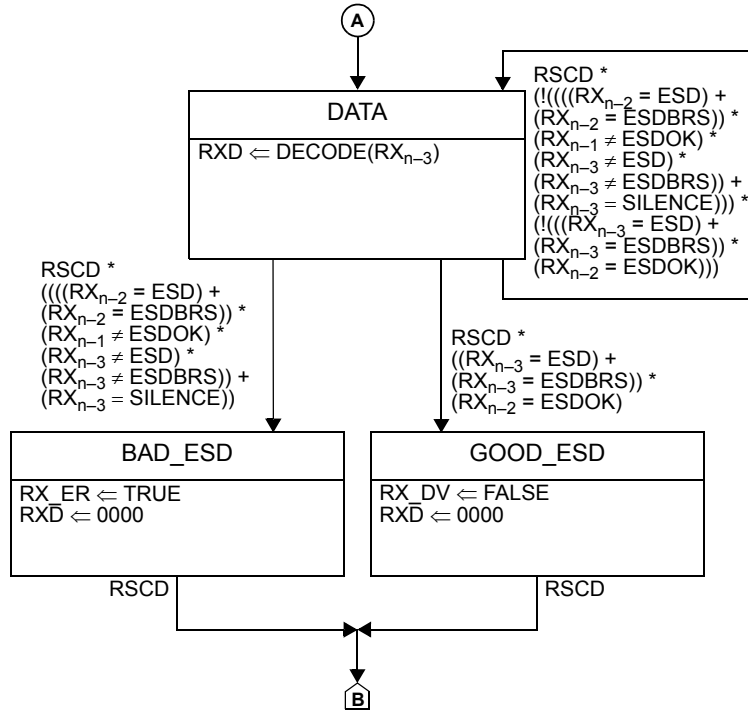 A
DATA
RXD ⇐ DECODE(RXn–3)
RSCD *
(!((((RXn–2 = ESD) +
(RXn–2 = ESDBRS)) *
(RXn–1 ≠ ESDOK) *
(RXn–3 ≠ ESD) *
(RXn–3 ≠ ESDBRS)) +
(RXn–3 = SILENCE))) *
(!(((RXn–3 = ESD) +
(RXn–3 = ESDBRS)) *
(RXn–2 = ESDOK)))
RSCD *
((((RXn–2 = ESD) +
(RXn–2 = ESDBRS)) *
(RXn–1 ≠ ESDOK) *
(RXn–3 ≠ ESD) *
(RXn–3 ≠ ESDBRS)) +
(RXn–3 = SILENCE))
RSCD *
((RXn–3 = ESD) +
(RXn–3 = ESDBRS)) *
(RXn–2 = ESDOK)
BAD_ESD
RX_ER ⇐ TRUE
RXD ⇐ 0000
GOOD_ESD
RX_DV ⇐ FALSE
RXD ⇐ 0000
RSCD
RSCD
B